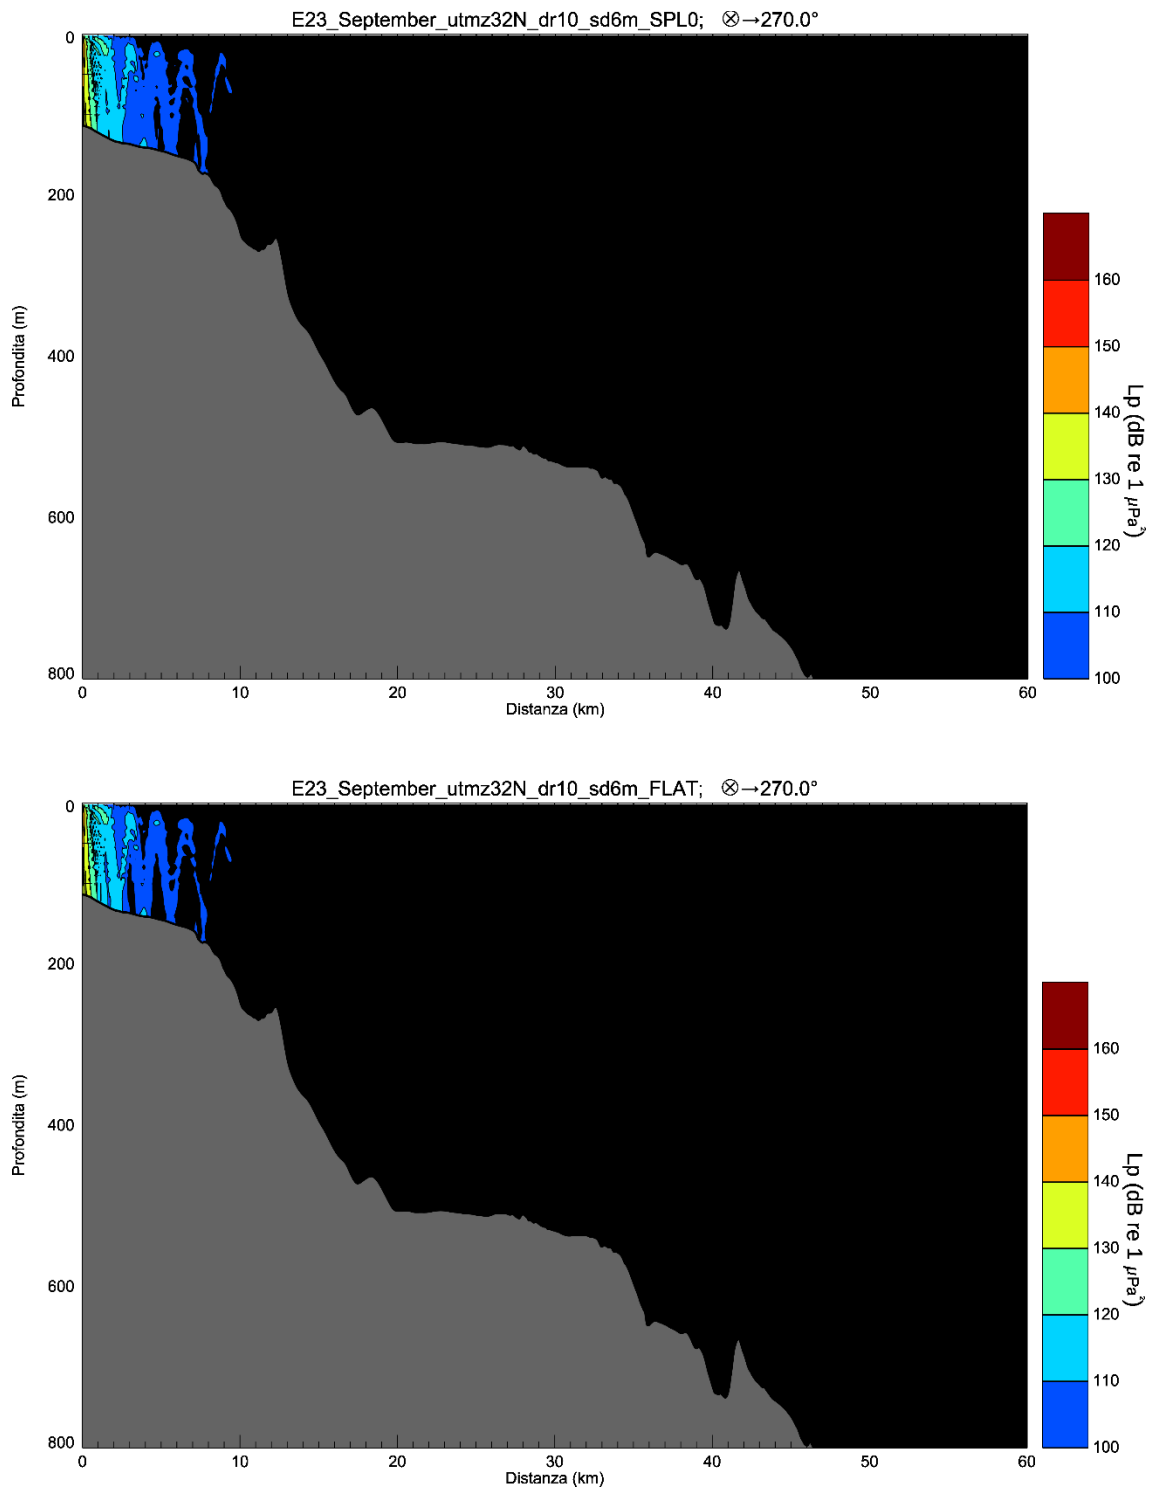 E23_September_utmz32N_dr10_sd6m_SPL0; ⊗→270.0°
0
200
400
600
800
Profondita (m)
0 10 20 30 40 50 60
Distanza (km)
160
150
140
130
120
110
100
Lp (dB re 1 μPa²)
E23_September_utmz32N_dr10_sd6m_FLAT; ⊗→270.0°
0
200
400
600
800
Profondita (m)
0 10 20 30 40 50 60
Distanza (km)
160
150
140
130
120
110
100
Lp (dB re 1 μPa²)